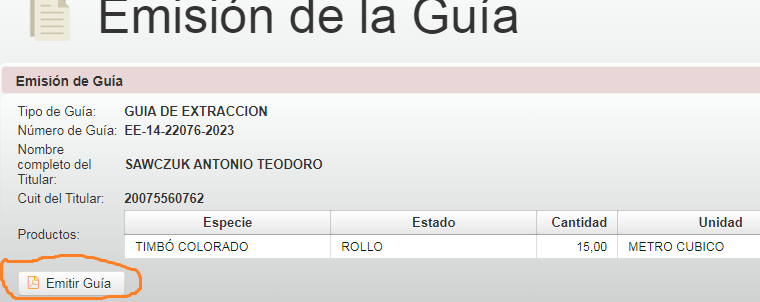 Emisión de la Guía
Emisión de Guía
Tipo de Guía: GUIA DE EXTRACCION
Número de Guía: EE-14-22076-2023
Nombre
completo del
Titular:
SAWCZUK ANTONIO TEODORO
Cuit del Titular: 20075560762
Productos:
Especie Estado Cantidad Unidad
TIMBÓ COLORADO ROLLO 15,00 METRO CUBICO
Emitir Guía